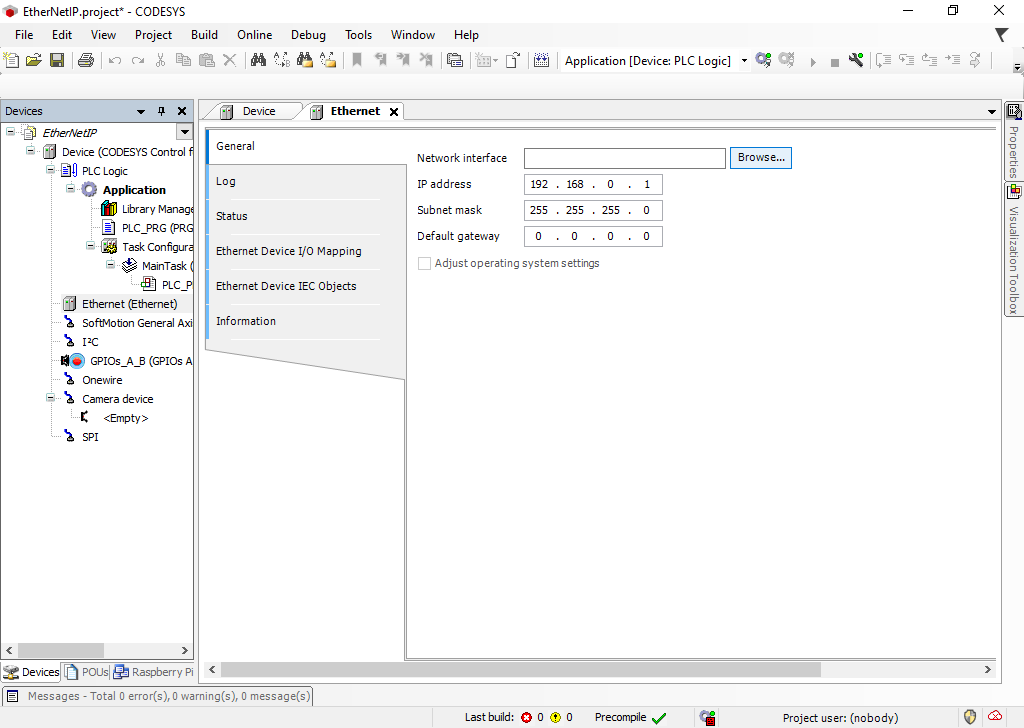 EtherNetIP.project* - CODESYS
File Edit View Project Build Online Debug Tools Window Help
Application [Device: PLC Logic]
Devices
EtherNetIP
Device (CODESYS Control f
PLC Logic
Application
Library Manage
PLC_PRG (PRG
Task Configura
MainTask (
PLC_P
Ethernet (Ethernet)
SoftMotion General Axi
I²C
GPIOs_A_B (GPIOs A
Onewire
Camera device
<Empty>
SPI
Devices POUs Raspberry Pi
Device Ethernet
General
Log
Status
Ethernet Device I/O Mapping
Ethernet Device IEC Objects
Information
Network interface Browse...
IP address 192 . 168 . 0 . 1
Subnet mask 255 . 255 . 255 . 0
Default gateway 0 . 0 . 0 . 0
Adjust operating system settings
Properties
Visualization Toolbox
Messages - Total 0 error(s), 0 warning(s), 0 message(s)
Last build: 0 0 Precompile Project user: (nobody)